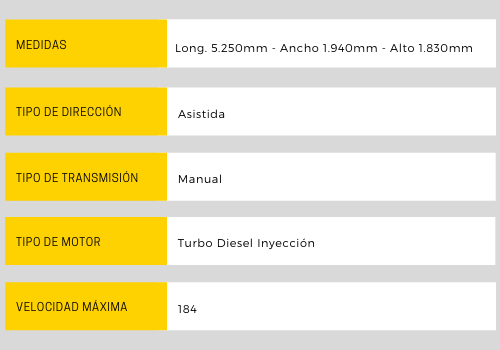 MEDIDAS
Long. 5.250mm - Ancho 1.940mm - Alto 1.830mm
TIPO DE DIRECCIÓN
Asistida
TIPO DE TRANSMISIÓN
Manual
TIPO DE MOTOR
Turbo Diesel Inyección
VELOCIDAD MÁXIMA
184